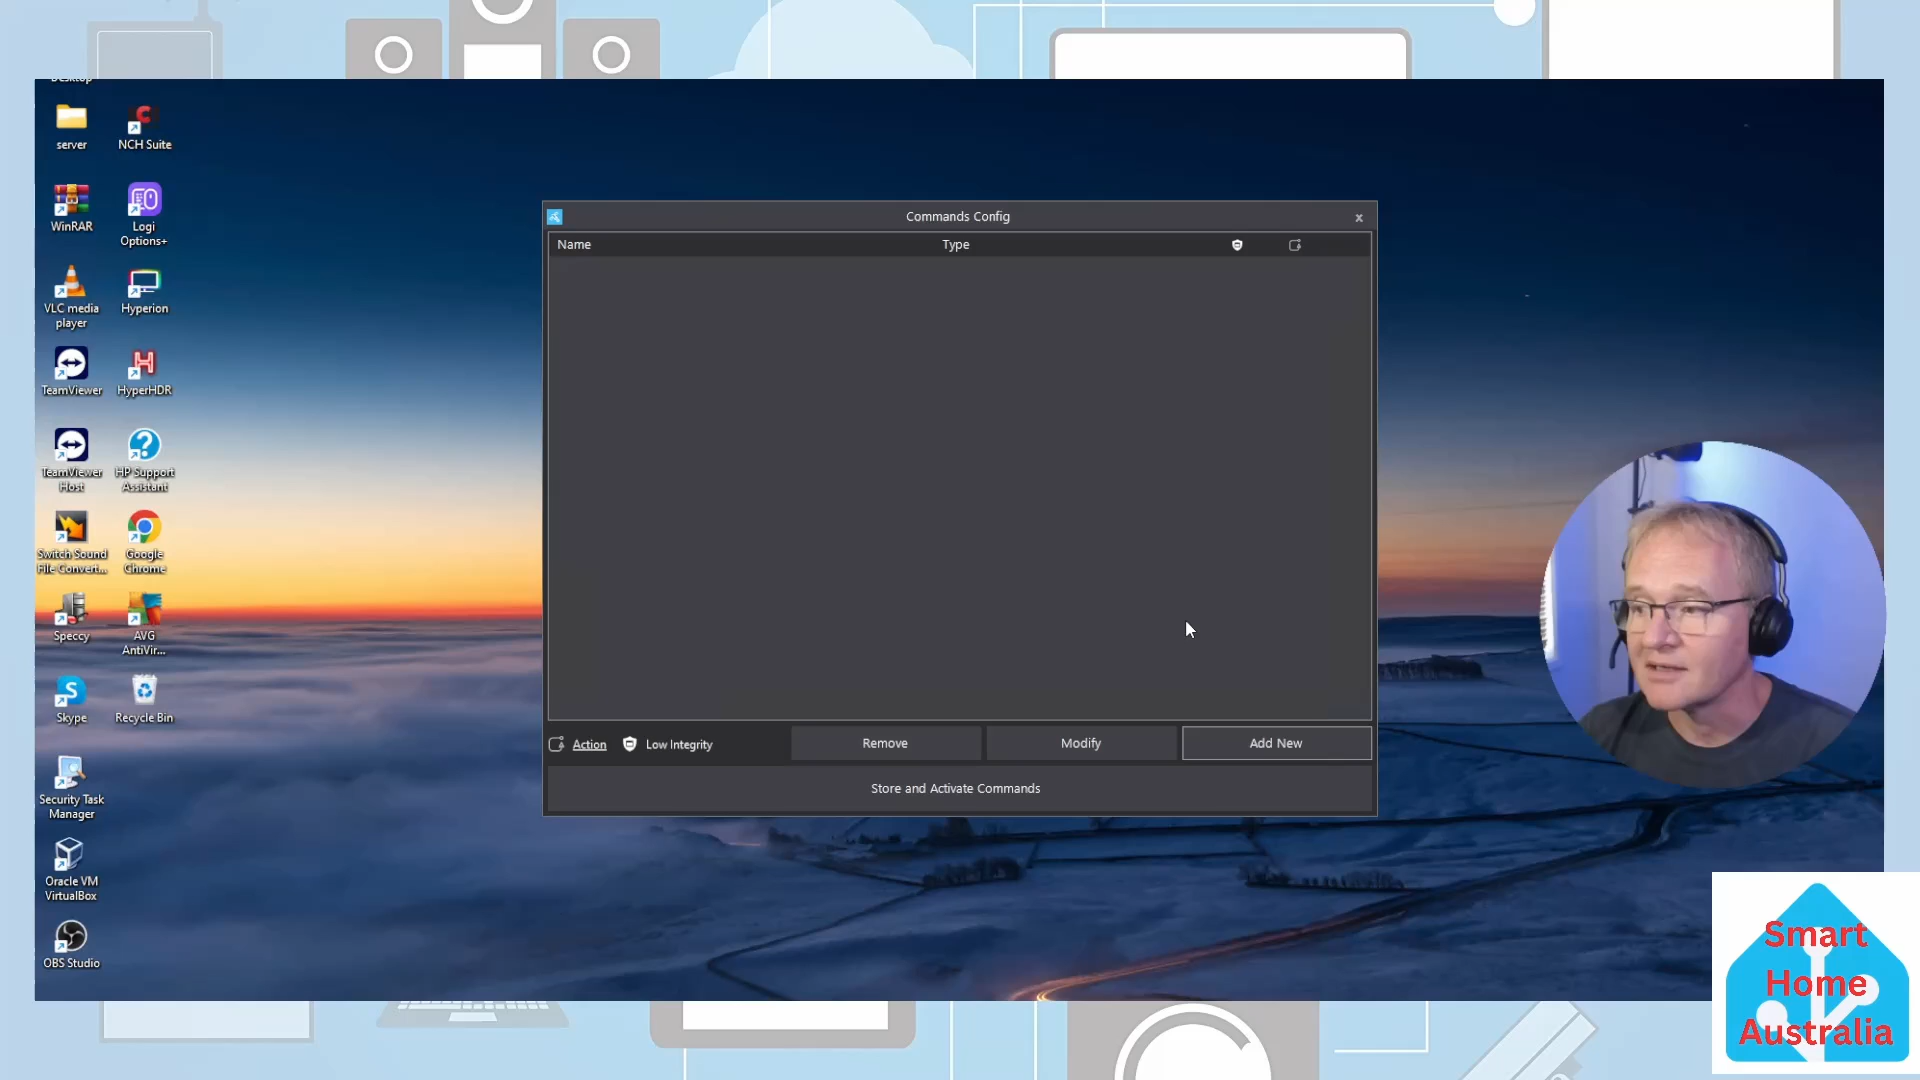 Desktop
server
NCH Suite
WinRAR
Logi
Options+
VLC media
player
Hyperion
TeamViewer
HyperHDR
TeamViewer
Host
HP Support
Assistant
Switch Sound
File Convert...
Google
Chrome
Speccy
AVG
AntiVir...
Skype
Recycle Bin
Security Task
Manager
Oracle VM
VirtualBox
OBS Studio
Commands Config
x
Name Type
Action Low Integrity Remove Modify Add New
Store and Activate Commands
Smart
Home
Australia